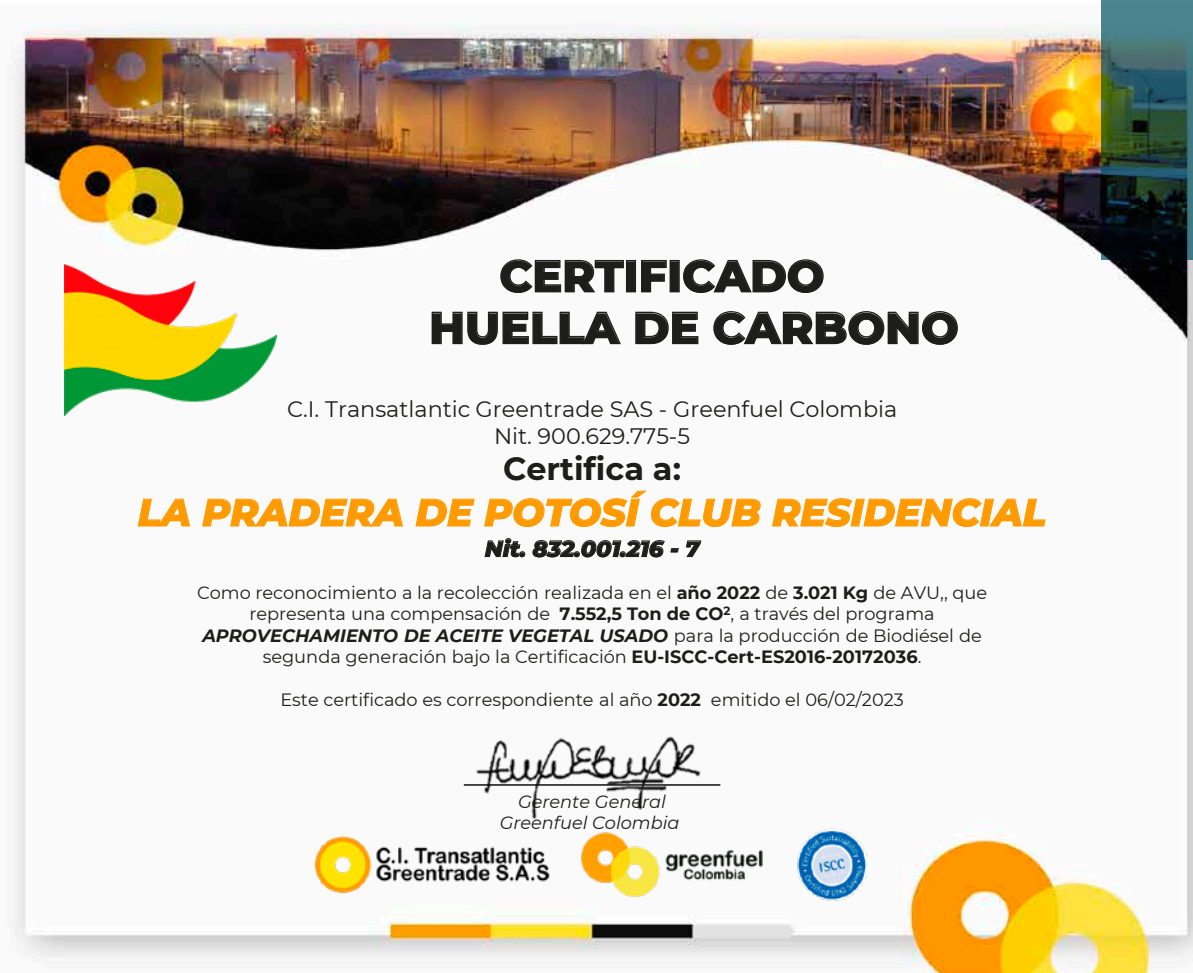 CERTIFICADO
HUELLA DE CARBONO
C.I. Transatlantic Greentrade SAS - Greenfuel Colombia
Nit. 900.629.775-5
Certifica a:
LA PRADERA DE POTOSÍ CLUB RESIDENCIAL
Nit. 832.001.216 - 7
Como reconocimiento a la recolección realizada en el año 2022 de 3.021 Kg de AVU,, que
representa una compensación de 7.552,5 Ton de CO², a través del programa
APROVECHAMIENTO DE ACEITE VEGETAL USADO para la producción de Biodiésel de
segunda generación bajo la Certificación EU-ISCC-Cert-ES2016-20172036.
Este certificado es correspondiente al año 2022 emitido el 06/02/2023
Gerente General
Greenfuel Colombia
C.I. Transatlantic
Greentrade S.A.S
greenfuel
Colombia
ISCC